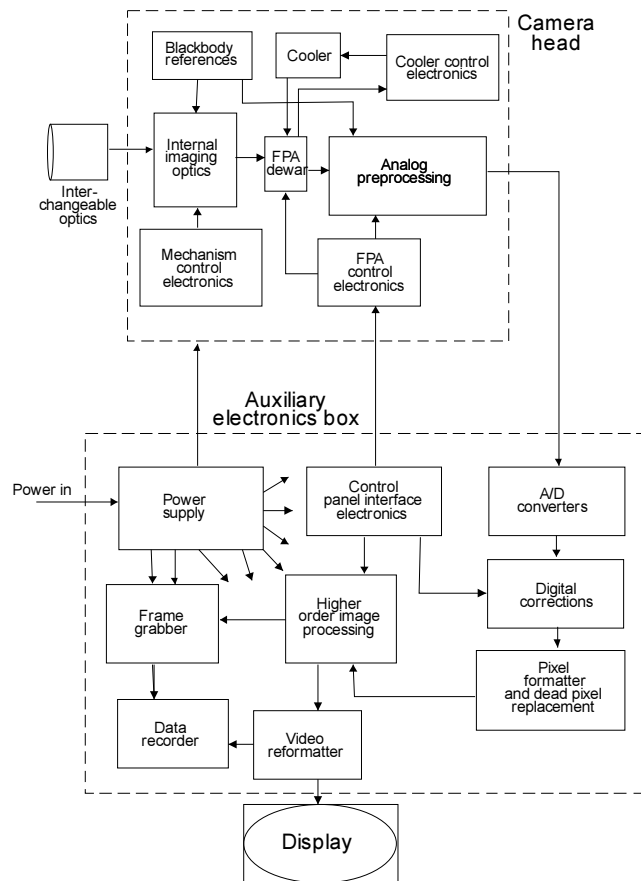 Camera
head
Blackbody
references
Cooler
Cooler control
electronics
Internal
imaging
optics
FPA
dewar
Analog
preprocessing
Inter-
changeable
optics
Mechanism
control
electronics
FPA
control
electronics
Auxiliary
electronics box
Power in
Power
supply
Control
panel interface
electronics
A/D
converters
Frame
grabber
Higher
order image
processing
Digital
corrections
Pixel
formatter
and dead pixel
replacement
Data
recorder
Video
reformatter
Display